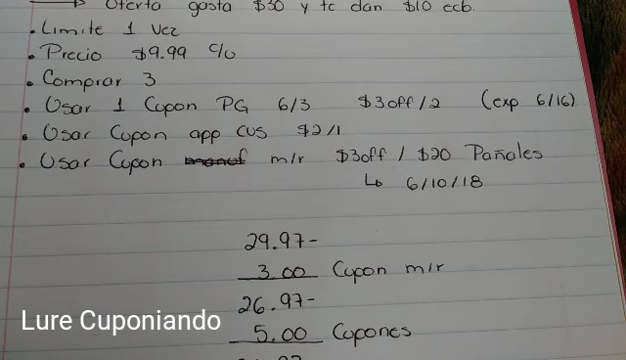 → Oferta gasta $30 y te dan $10 ecb.
• Limite 1 vez
• Precio $9.99 c/u
• Comprar 3
• Usar 1 Cupon PG 6/3 $3off/2 (exp 6/16)
• Usar Cupon app CVS $2/1
• Usar Cupon manuf m/r $3off / $20 Pañales
↳ 6/10/18
29.97-
3.00 Cupon m/r
26.97-
5.00 Cupones
Lure Cuponiando